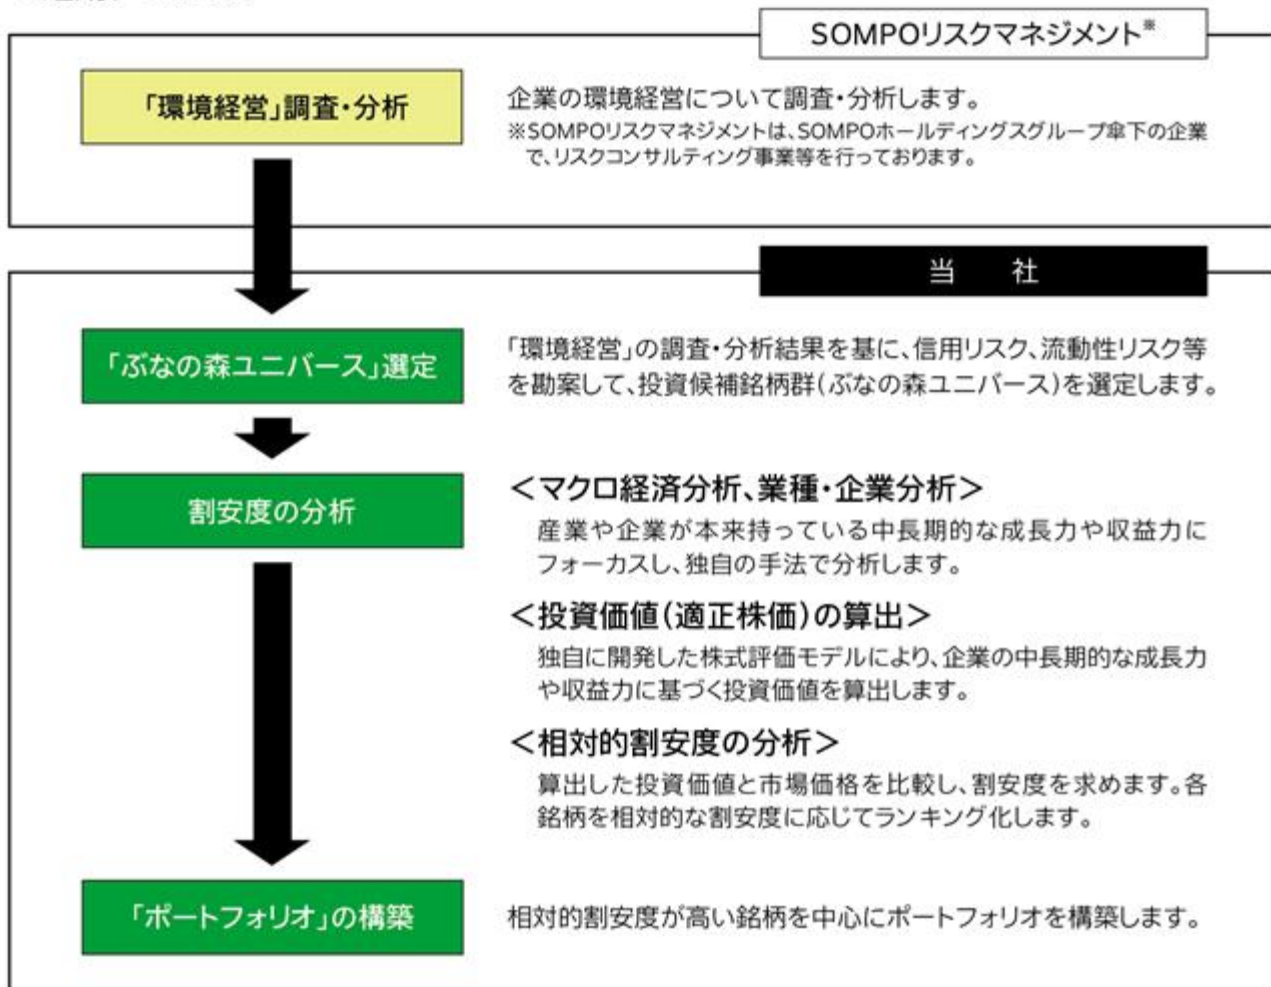 SOMPOリスクマネジメント※
「環境経営」調査・分析
企業の環境経営について調査・分析します。
※SOMPOリスクマネジメントは、SOMPOホールディングスグループ傘下の企業
で、リスクコンサルティング事業等を行っております。
当 社
「ぶなの森ユニバース」選定
「環境経営」の調査・分析結果を基に、信用リスク、流動性リスク等
を勘案して、投資候補銘柄群(ぶなの森ユニバース)を選定します。
割安度の分析
＜マクロ経済分析、業種・企業分析＞
産業や企業が本来持っている中長期的な成長力や収益力に
フォーカスし、独自の手法で分析します。
＜投資価値(適正株価)の算出＞
独自に開発した株式評価モデルにより、企業の中長期的な成長力
や収益力に基づく投資価値を算出します。
＜相対的割安度の分析＞
算出した投資価値と市場価格を比較し、割安度を求めます。各
銘柄を相対的な割安度に応じてランキング化します。
「ポートフォリオ」の構築
相対的割安度が高い銘柄を中心にポートフォリオを構築します。